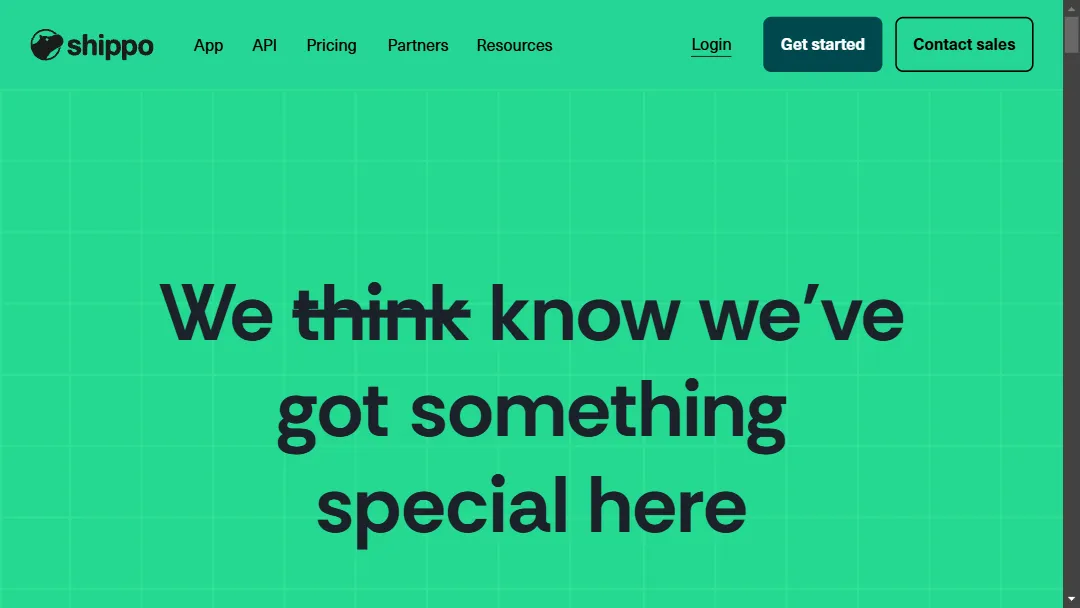 shippo App API Pricing Partners Resources Login Get started Contact sales
We think know we’ve
got something
special here